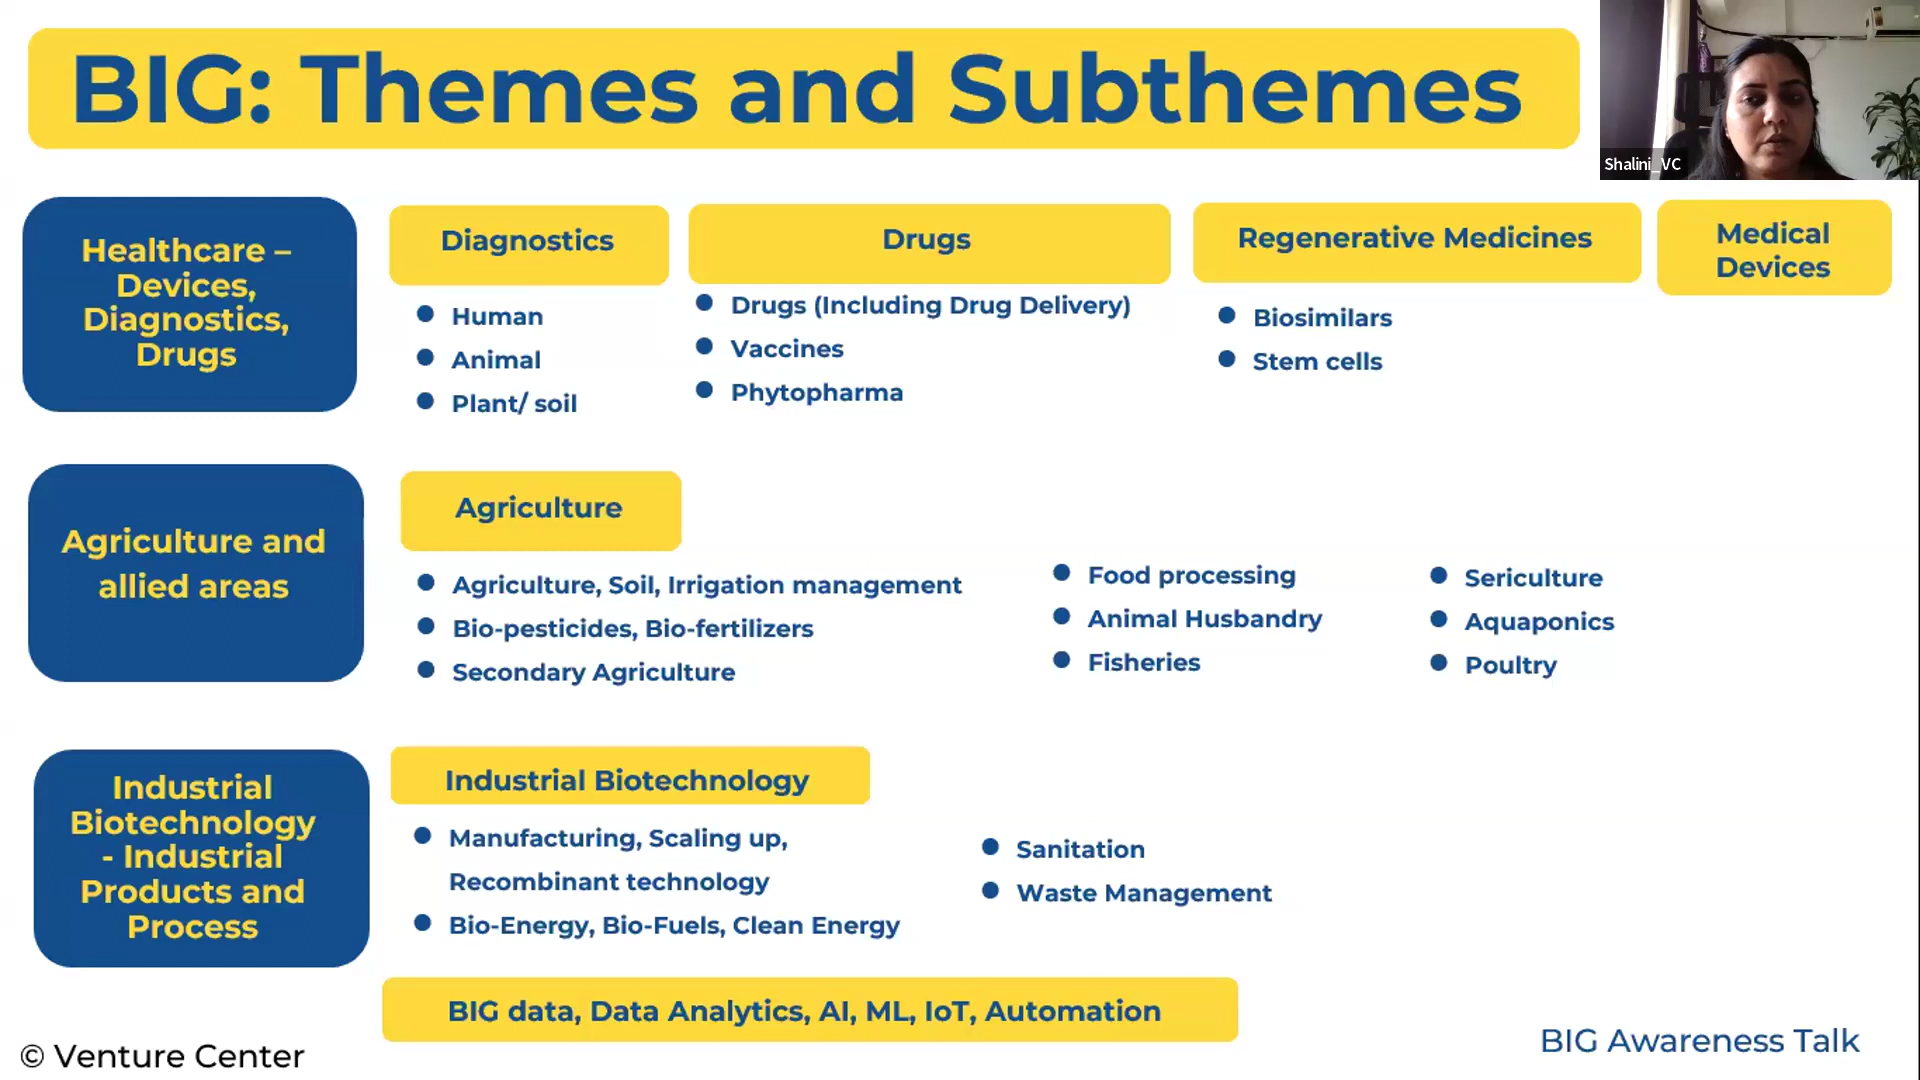 BIG: Themes and Subthemes
Shalini_VC
Healthcare –
Devices,
Diagnostics,
Drugs
Diagnostics
Human
Animal
Plant/ soil
Drugs
Drugs (Including Drug Delivery)
Vaccines
Phytopharma
Regenerative Medicines
Biosimilars
Stem cells
Medical
Devices
Agriculture and
allied areas
Agriculture
Agriculture, Soil, Irrigation management
Bio-pesticides, Bio-fertilizers
Secondary Agriculture
Food processing
Animal Husbandry
Fisheries
Sericulture
Aquaponics
Poultry
Industrial
Biotechnology
- Industrial
Products and
Process
Industrial Biotechnology
Manufacturing, Scaling up,
Recombinant technology
Bio-Energy, Bio-Fuels, Clean Energy
Sanitation
Waste Management
BIG data, Data Analytics, AI, ML, IoT, Automation
© Venture Center
BIG Awareness Talk